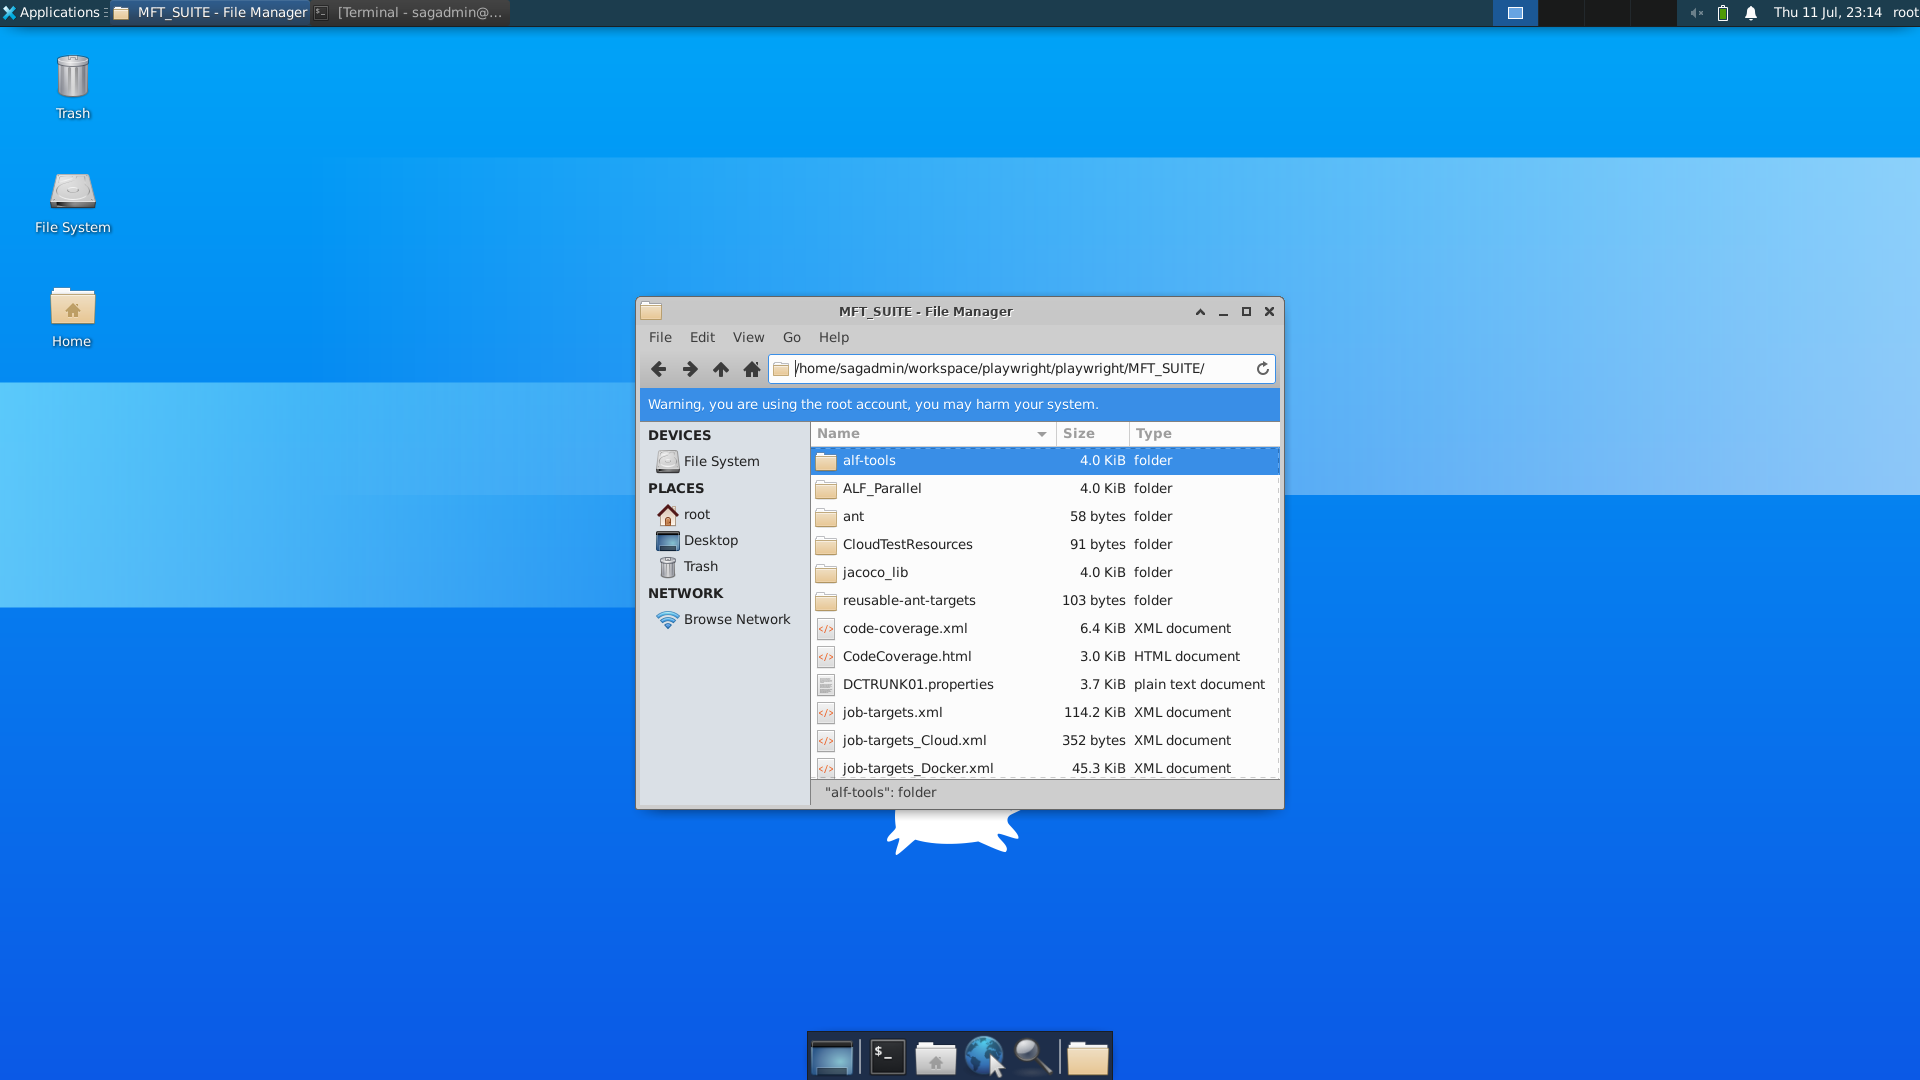 Applications MFT_SUITE - File Manager [Terminal - sagadmin@... Thu 11 Jul, 23:14 root
Trash
File System
Home
MFT_SUITE - File Manager
File Edit View Go Help
/home/sagadmin/workspace/playwright/playwright/MFT_SUITE/
Warning, you are using the root account, you may harm your system.
DEVICES
File System
PLACES
root
Desktop
Trash
NETWORK
Browse Network
Name Size Type
alf-tools 4.0 KiB folder
ALF_Parallel 4.0 KiB folder
ant 58 bytes folder
CloudTestResources 91 bytes folder
jacoco_lib 4.0 KiB folder
reusable-ant-targets 103 bytes folder
code-coverage.xml 6.4 KiB XML document
CodeCoverage.html 3.0 KiB HTML document
DCTRUNK01.properties 3.7 KiB plain text document
job-targets.xml 114.2 KiB XML document
job-targets_Cloud.xml 352 bytes XML document
job-targets_Docker.xml 45.3 KiB XML document
"alf-tools": folder
$_